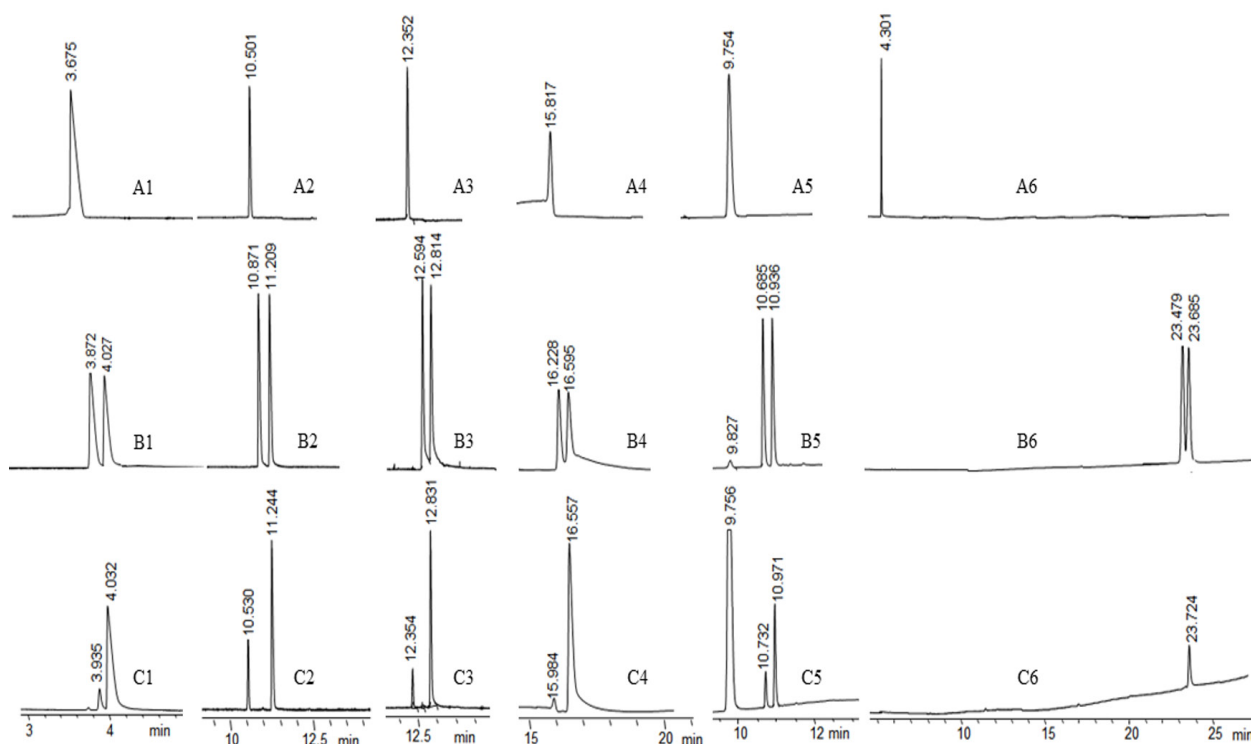 3.675
10.501
12.352
15.817
9.754
4.301
A1
A2
A3
A4
A5
A6
3.872
4.027
10.871
11.209
12.594
12.814
16.228
16.595
9.827
10.685
10.936
23.479
23.685
B1
B2
B3
B4
B5
B6
3.935
4.032
10.530
11.244
12.354
12.831
15.984
16.557
9.756
10.732
10.971
23.724
C1
C2
C3
C4
C5
C6
3 4 min 10 12.5 min 12.5 min 15 20 min 10 12 min 10 15 20 25 min